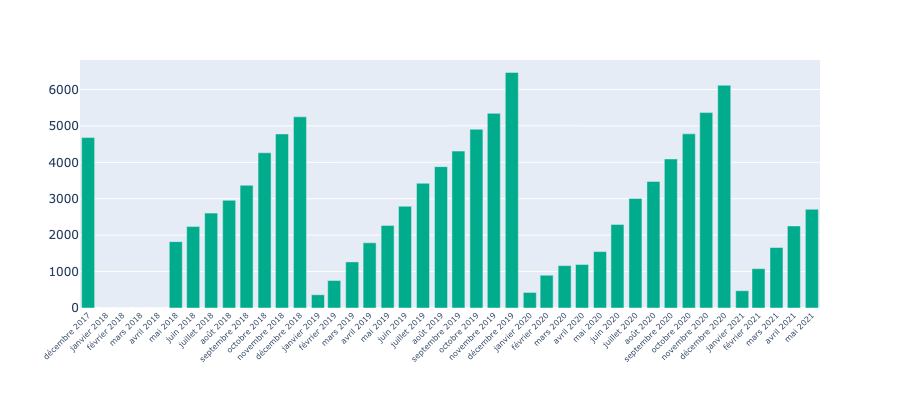 6000
5000
4000
3000
2000
1000
0
décembre 2017
janvier 2018
février 2018
mars 2018
avril 2018
mai 2018
juin 2018
juillet 2018
août 2018
septembre 2018
octobre 2018
novembre 2018
décembre 2018
janvier 2019
février 2019
mars 2019
avril 2019
mai 2019
juin 2019
juillet 2019
août 2019
septembre 2019
octobre 2019
novembre 2019
décembre 2019
janvier 2020
février 2020
mars 2020
avril 2020
mai 2020
juin 2020
juillet 2020
août 2020
septembre 2020
octobre 2020
novembre 2020
décembre 2020
janvier 2021
février 2021
mars 2021
avril 2021
mai 2021